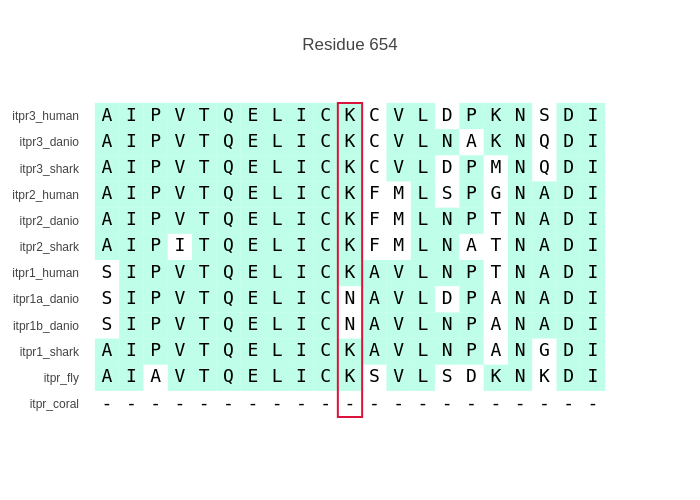 Residue 654
itpr3_human A I P V T Q E L I C K C V L D P K N S D I
itpr3_danio A I P V T Q E L I C K C V L N A K N Q D I
itpr3_shark A I P V T Q E L I C K C V L D P M N Q D I
itpr2_human A I P V T Q E L I C K F M L S P G N A D I
itpr2_danio A I P V T Q E L I C K F M L N P T N A D I
itpr2_shark A I P I T Q E L I C K F M L N A T N A D I
itpr1_human S I P V T Q E L I C K A V L N P T N A D I
itpr1a_danio S I P V T Q E L I C N A V L D P A N A D I
itpr1b_danio S I P V T Q E L I C N A V L N P A N A D I
itpr1_shark A I P V T Q E L I C K A V L N P A N G D I
itpr_fly A I A V T Q E L I C K S V L S D K N K D I
itpr_coral - - - - - - - - - - - - - - - - - - - - -